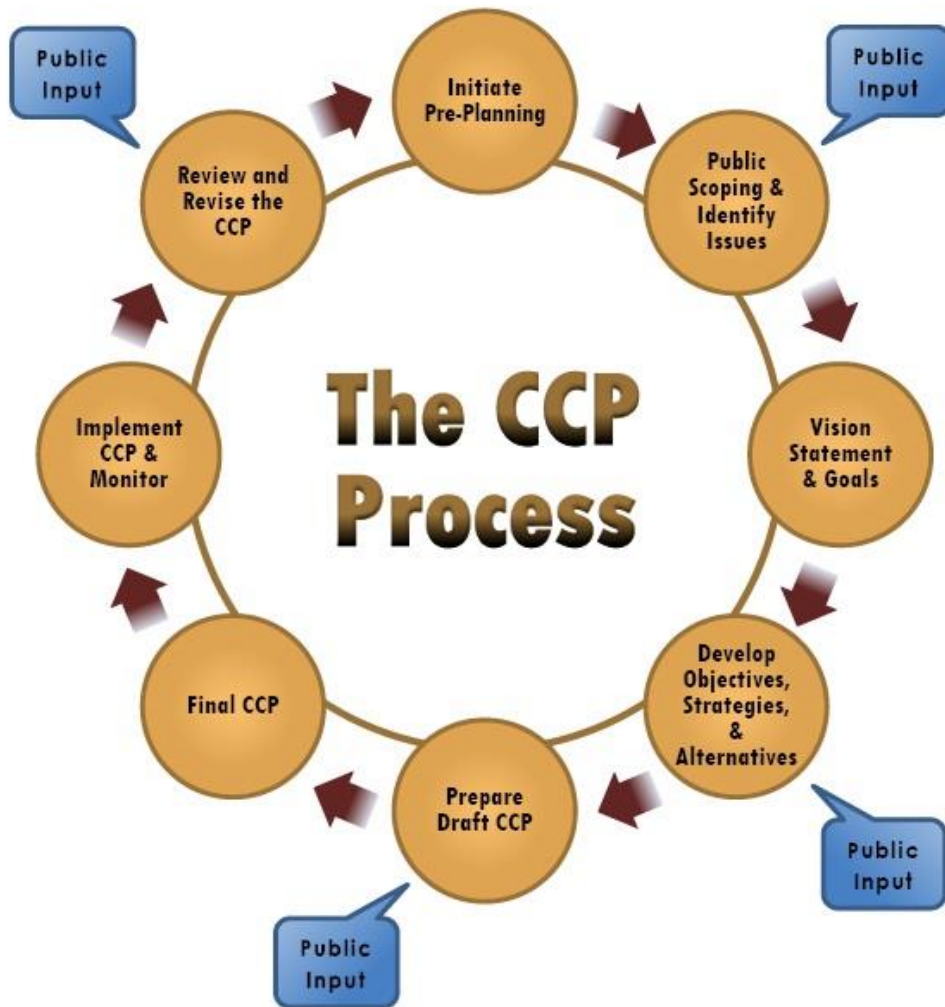 Public
Input
Initiate
Pre-Planning
Public
Input
Review and
Revise the
CCP
Public
Scoping &
Identify
Issues
The CCP
Process
Implement
CCP &
Monitor
Vision
Statement
& Goals
Final CCP
Develop
Objectives,
Strategies,
&
Alternatives
Prepare
Draft CCP
Public
Input
Public
Input